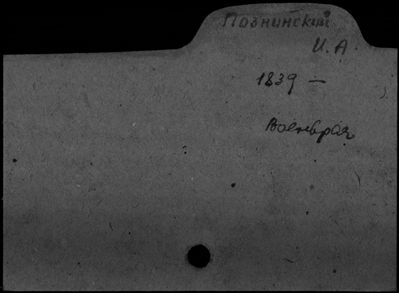 Познинский
И. А.
1839 —
Военврач